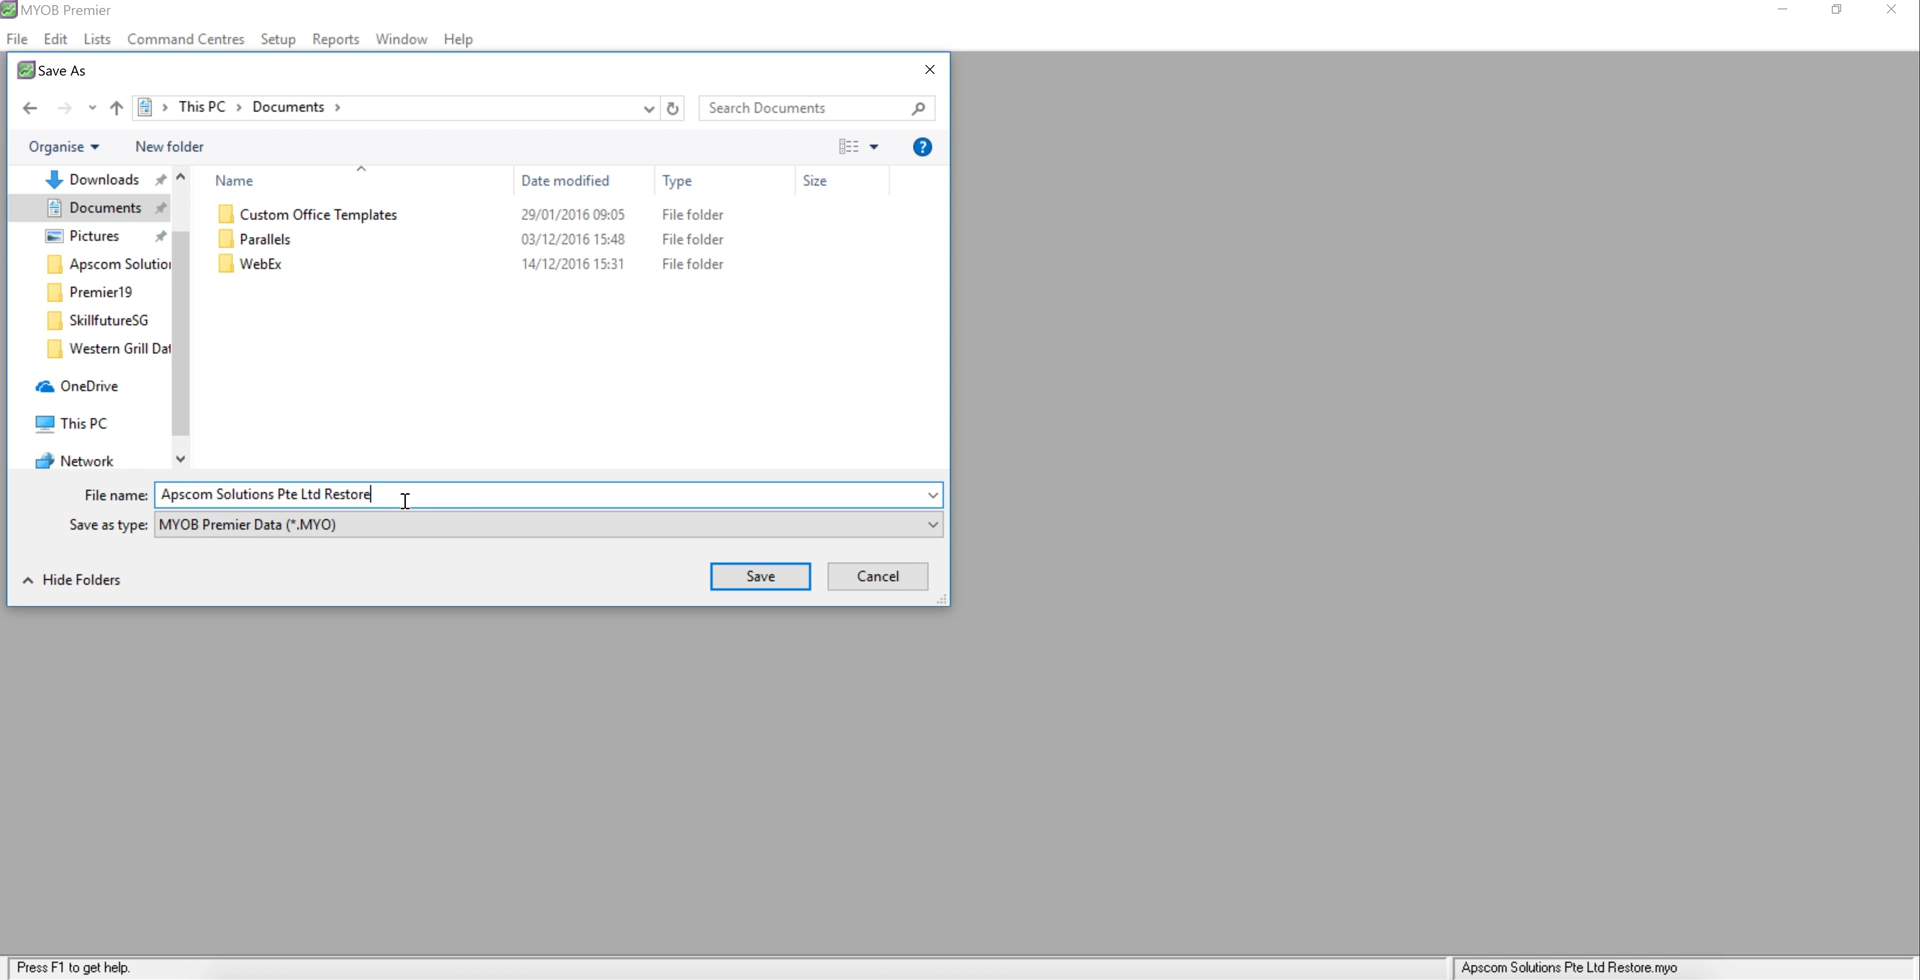 MYOB Premier
File Edit Lists Command Centres Setup Reports Window Help
Save As
This PC Documents
Search Documents
Organise New folder
Downloads
Documents
Pictures
Apscom Solution
Premier19
SkillfutureSG
Western Grill Dat
OneDrive
This PC
Network
Name Date modified Type Size
Custom Office Templates 29/01/2016 09:05 File folder
Parallels 03/12/2016 15:48 File folder
WebEx 14/12/2016 15:31 File folder
File name: Apscom Solutions Pte Ltd Restore
Save as type: MYOB Premier Data (*.MYO)
Hide Folders
Save Cancel
Press F1 to get help.
Apscom Solutions Pte Ltd Restore.myo